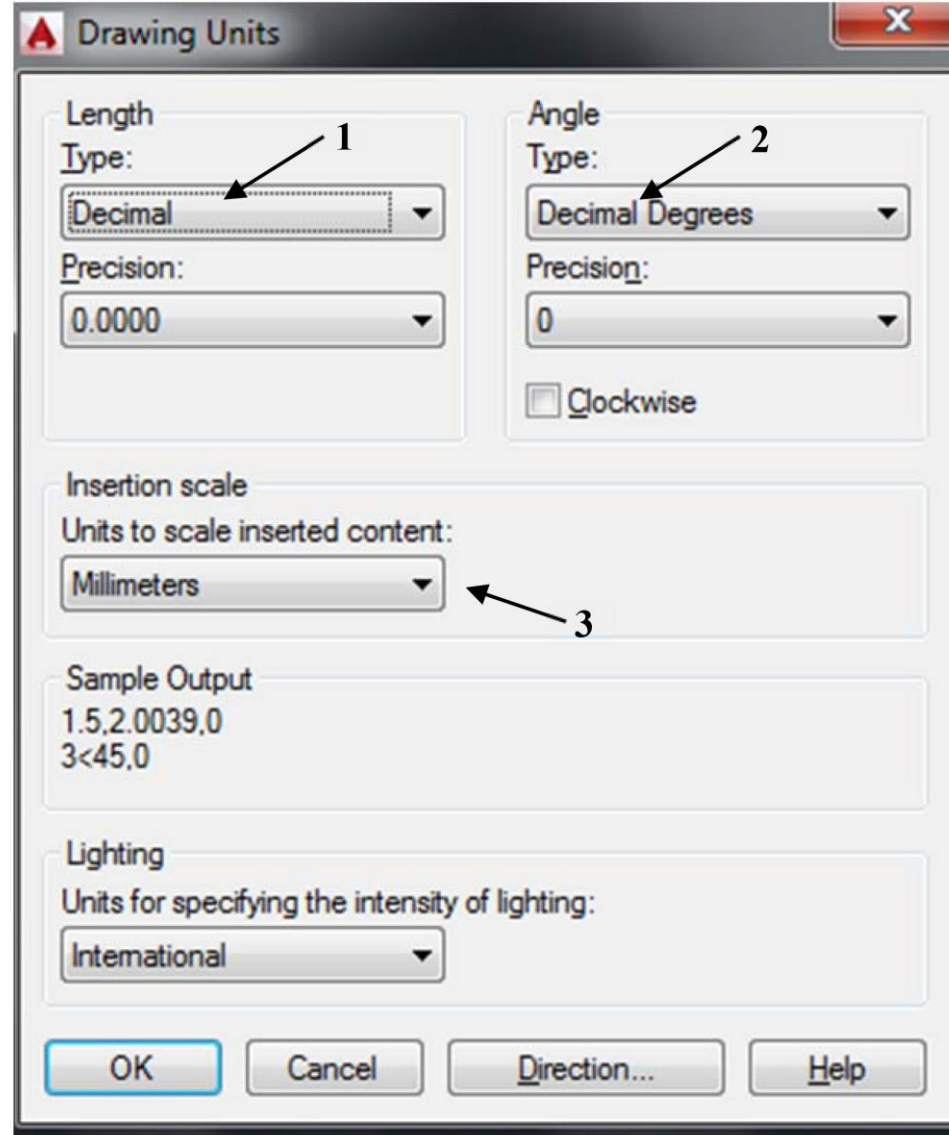 Drawing Units
Length
Type:
1
Decimal
Precision:
0.0000
Angle
Type:
2
Decimal Degrees
Precision:
0
Clockwise
Insertion scale
Units to scale inserted content:
Millimeters
3
Sample Output
1.5,2.0039,0
3<45,0
Lighting
Units for specifying the intensity of lighting:
International
OK
Cancel
Direction...
Help